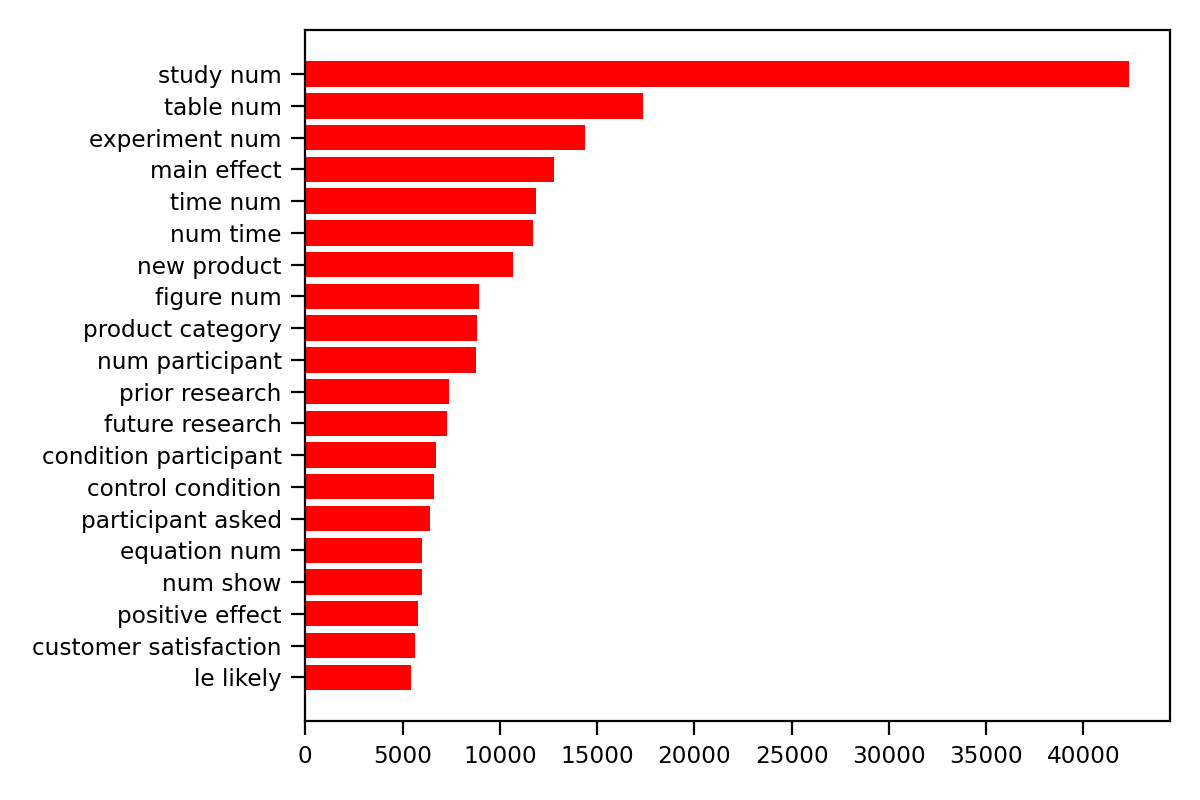 study num
table num
experiment num
main effect
time num
num time
new product
figure num
product category
num participant
prior research
future research
condition participant
control condition
participant asked
equation num
num show
positive effect
customer satisfaction
le likely
0 5000 10000 15000 20000 25000 30000 35000 40000